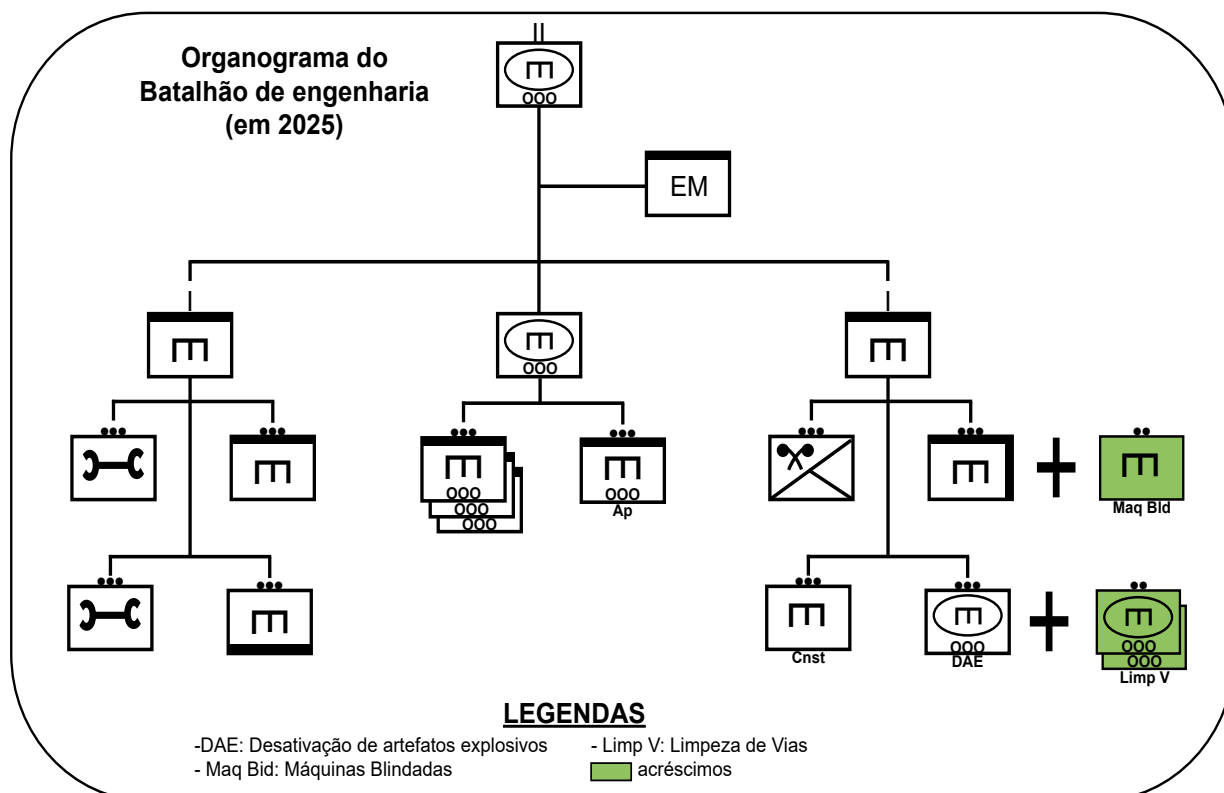 Organograma do
Batalhão de engenharia
(em 2025)
EM
Ap
Maq Bld
Cnst
DAE
Limp V
LEGENDAS
-DAE: Desativação de artefatos explosivos
- Limp V: Limpeza de Vias
- Maq Bid: Máquinas Blindadas
acréscimos